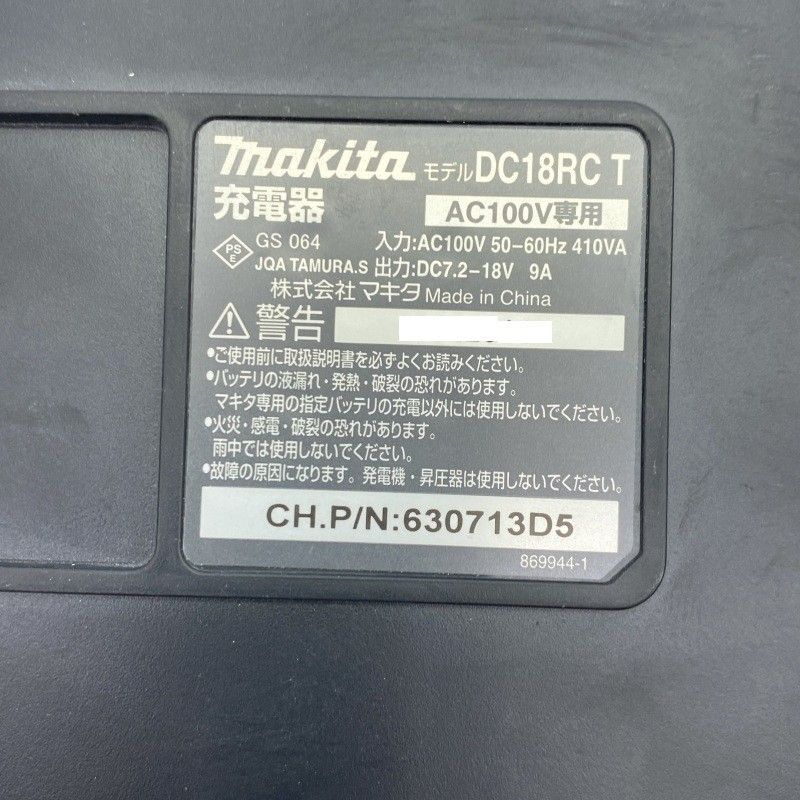 makita モデル DC18RC T
充電器 AC100V専用
PS E GS 064 入力:AC100V 50-60Hz 410VA
JQA TAMURA.S 出力:DC7.2-18V 9A
株式会社 マキタ Made in China
警告
●ご使用前に取扱説明書を必ずよくお読みください。
●バッテリの液漏れ・発熱・破裂の恐れがあります。
マキタ専用の指定バッテリの充電以外には使用しないでください。
●火災・感電・破裂の恐れがあります。
雨中では使用しないでください。
●故障の原因になります。発電機・昇圧器は使用しないでください。
CH.P/N:630713D5
869944-1